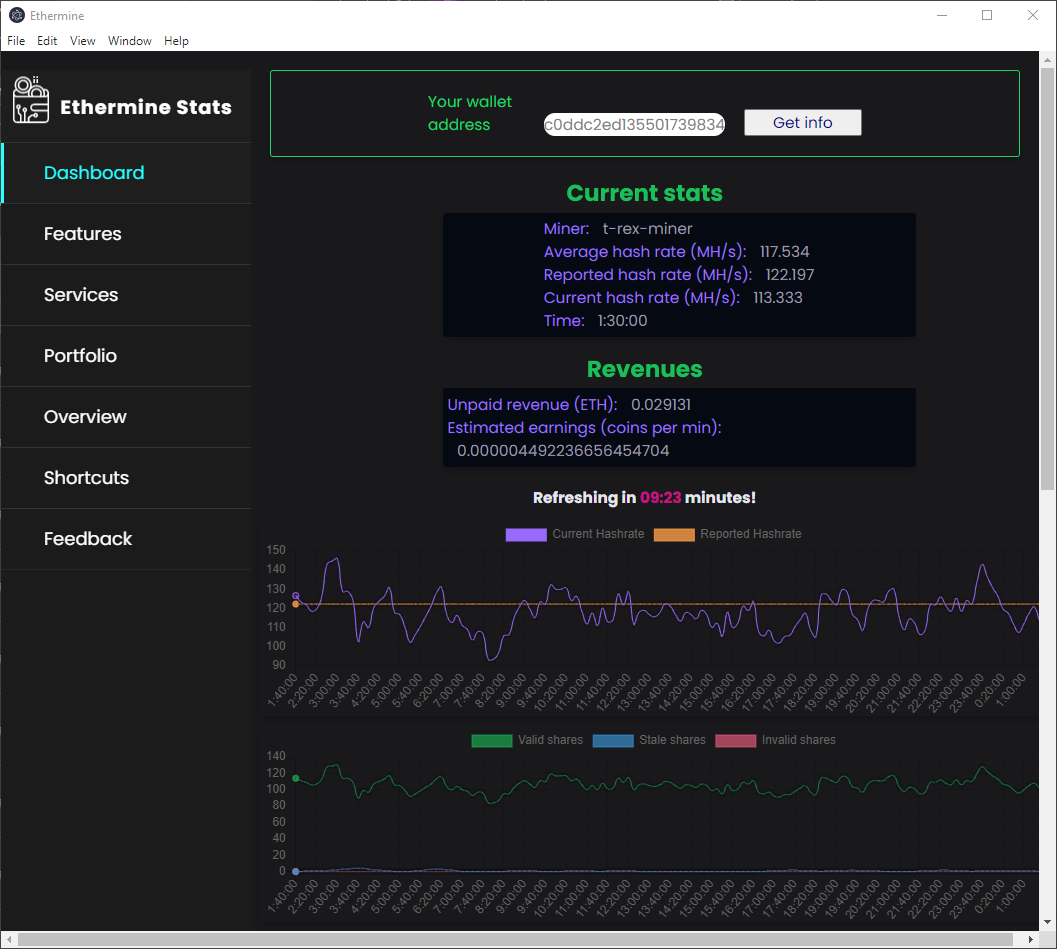 Ethermine
File Edit View Window Help
Ethermine Stats
Dashboard
Features
Services
Portfolio
Overview
Shortcuts
Feedback
Your wallet
address
c0ddc2ed135501739834
Get info
Current stats
Miner: t-rex-miner
Average hash rate (MH/s): 117.534
Reported hash rate (MH/s): 122.197
Current hash rate (MH/s): 113.333
Time: 1:30:00
Revenues
Unpaid revenue (ETH): 0.029131
Estimated earnings (coins per min):
0.000004492236656454704
Refreshing in 09:23 minutes!
Current Hashrate Reported Hashrate
150
140
130
120
110
100
90
1:40:00 2:20:00 3:00:00 3:40:00 4:20:00 5:00:00 5:40:00 6:20:00 7:00:00 7:40:00 8:20:00 9:00:00 9:40:00 10:20:00 11:00:00 11:40:00 12:20:00 13:00:00 13:40:00 14:20:00 15:00:00 15:40:00 16:20:00 17:00:00 17:40:00 18:20:00 19:00:00 19:40:00 20:20:00 21:00:00 21:40:00 22:20:00 23:00:00 23:40:00 0:20:00 1:00:00
Valid shares Stale shares Invalid shares
140
120
100
80
60
40
20
0
1:40:00 2:20:00 3:00:00 3:40:00 4:20:00 5:00:00 5:40:00 6:20:00 7:00:00 7:40:00 8:20:00 9:00:00 9:40:00 10:20:00 11:00:00 11:40:00 12:20:00 13:00:00 13:40:00 14:20:00 15:00:00 15:40:00 16:20:00 17:00:00 17:40:00 18:20:00 19:00:00 19:40:00 20:20:00 21:00:00 21:40:00 22:20:00 23:00:00 23:40:00 0:20:00 1:00:00